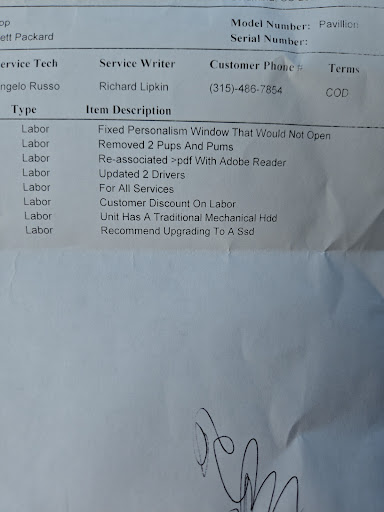 op
Model Number: Pavillion
ett Packard
Serial Number:
ervice Tech Service Writer Customer Phone # Terms
ngelo Russo Richard Lipkin (315)-486-7854 COD
Type Item Description
Labor Fixed Personalism Window That Would Not Open
Labor Removed 2 Pups And Pums
Labor Re-associated >pdf With Adobe Reader
Labor Updated 2 Drivers
Labor For All Services
Labor Customer Discount On Labor
Labor Unit Has A Traditional Mechanical Hdd
Labor Recommend Upgrading To A Ssd